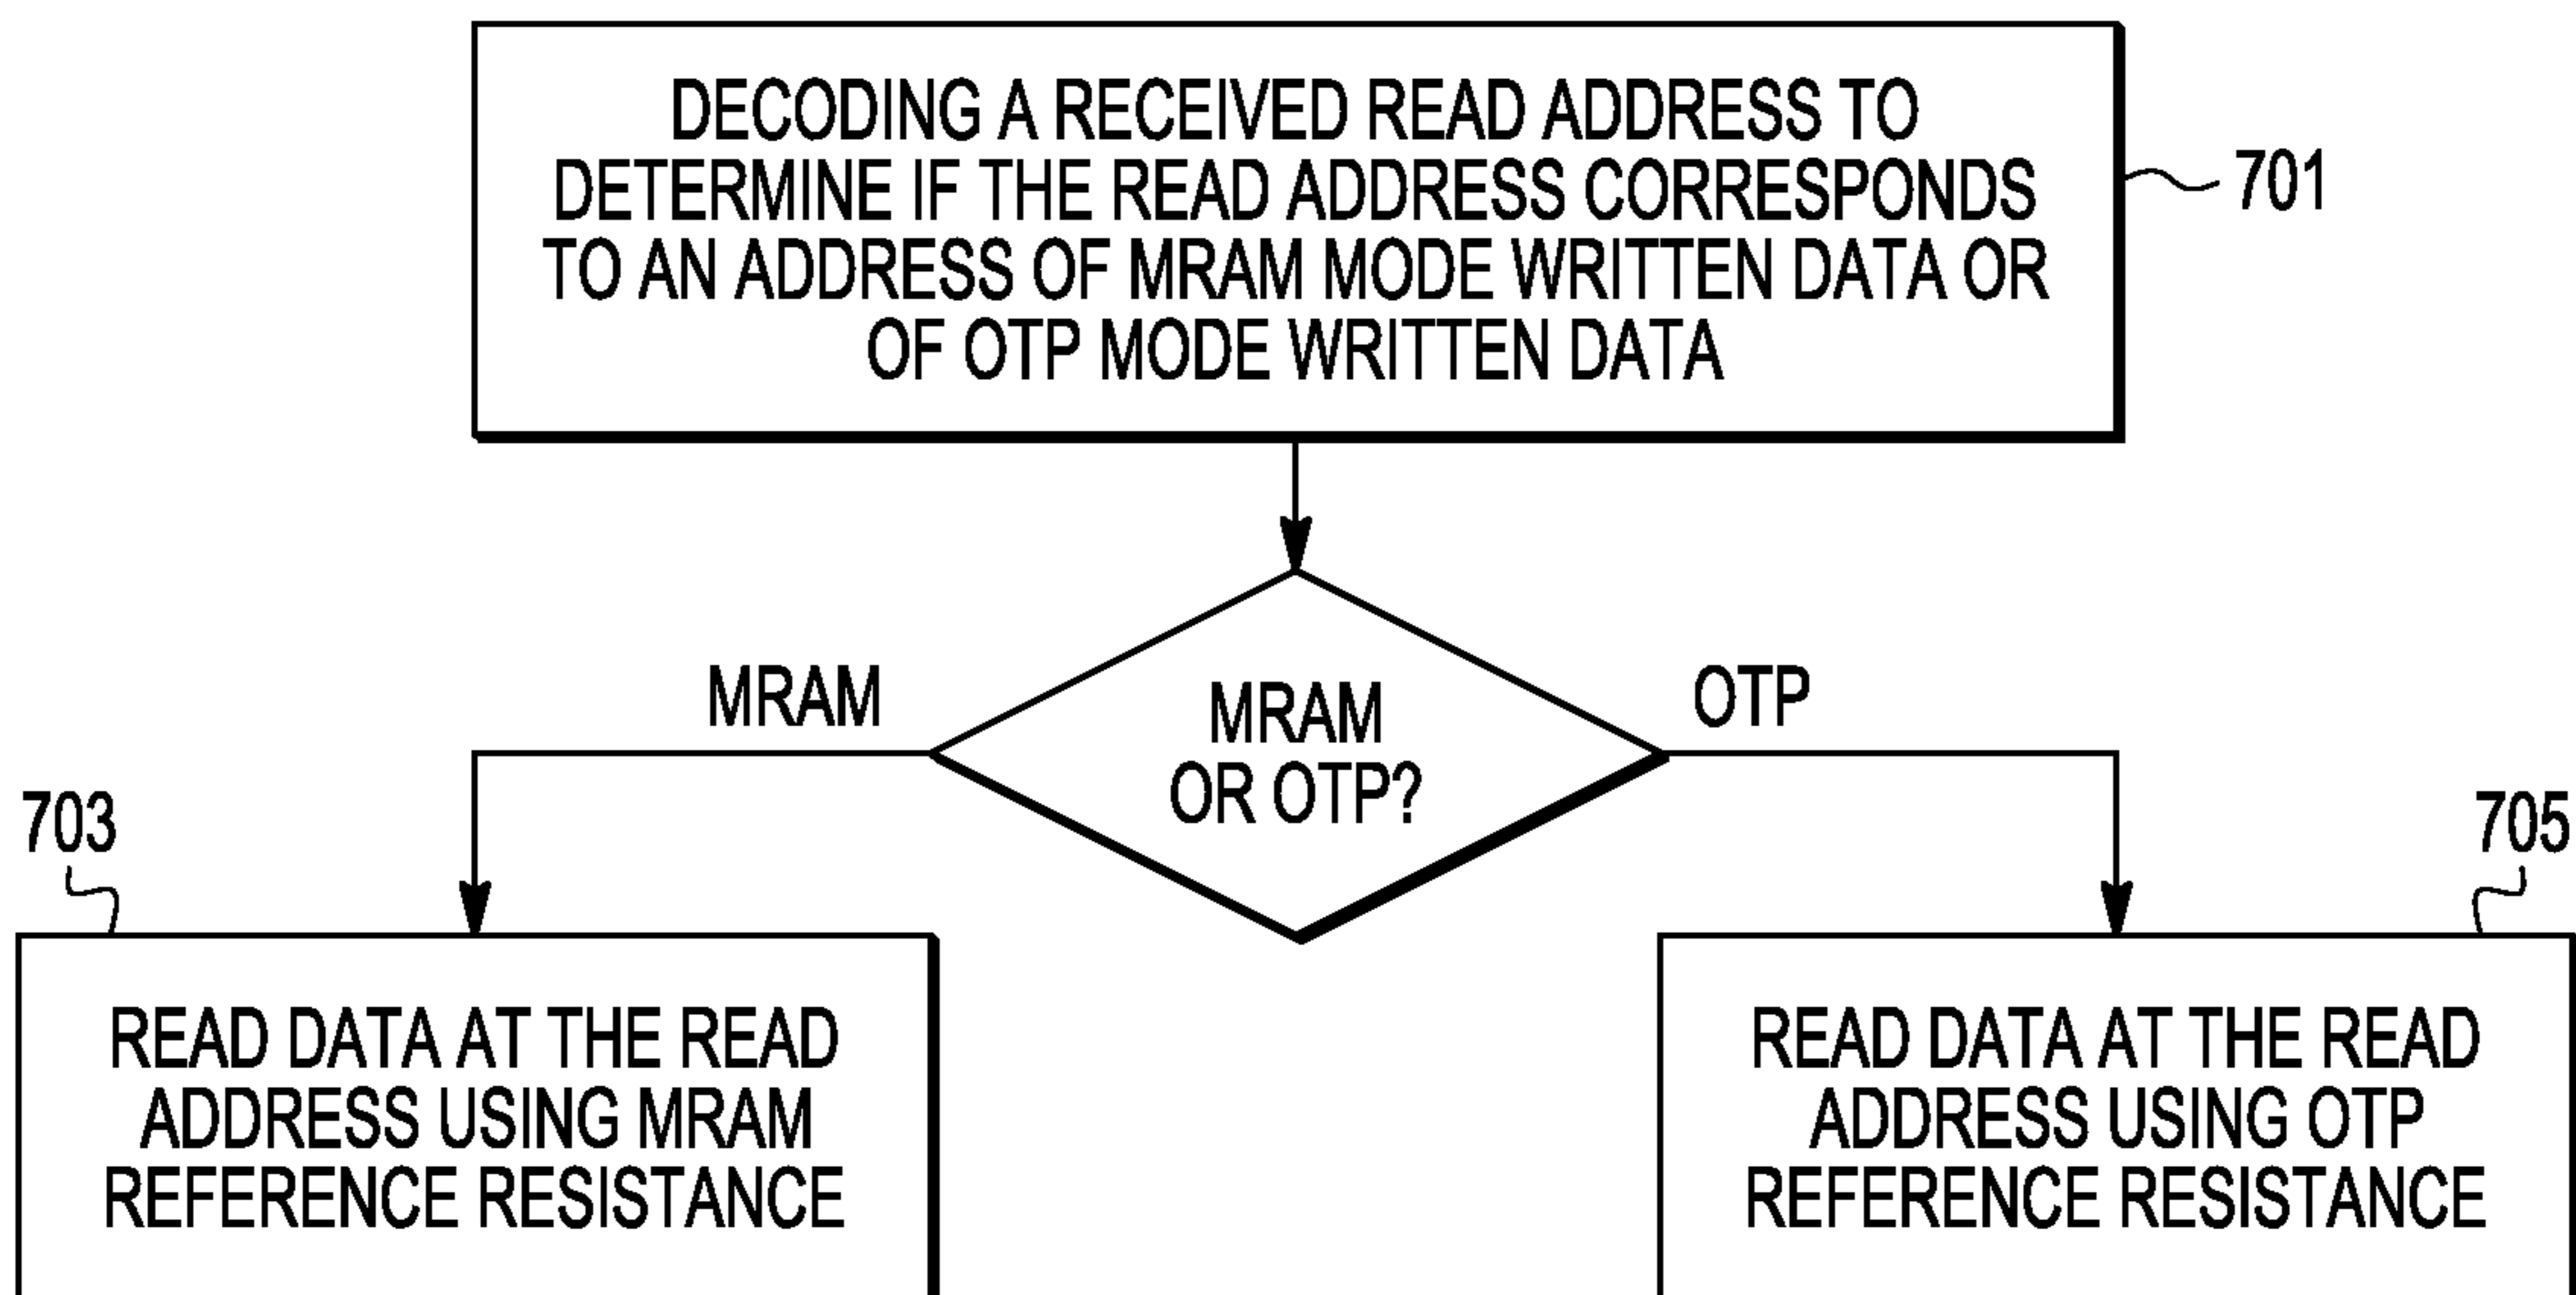 DECODING A RECEIVED READ ADDRESS TO
DETERMINE IF THE READ ADDRESS CORRESPONDS
TO AN ADDRESS OF MRAM MODE WRITTEN DATA OR
OF OTP MODE WRITTEN DATA
701
MRAM
MRAM
OR OTP?
OTP
703
705
READ DATA AT THE READ
ADDRESS USING MRAM
REFERENCE RESISTANCE
READ DATA AT THE READ
ADDRESS USING OTP
REFERENCE RESISTANCE